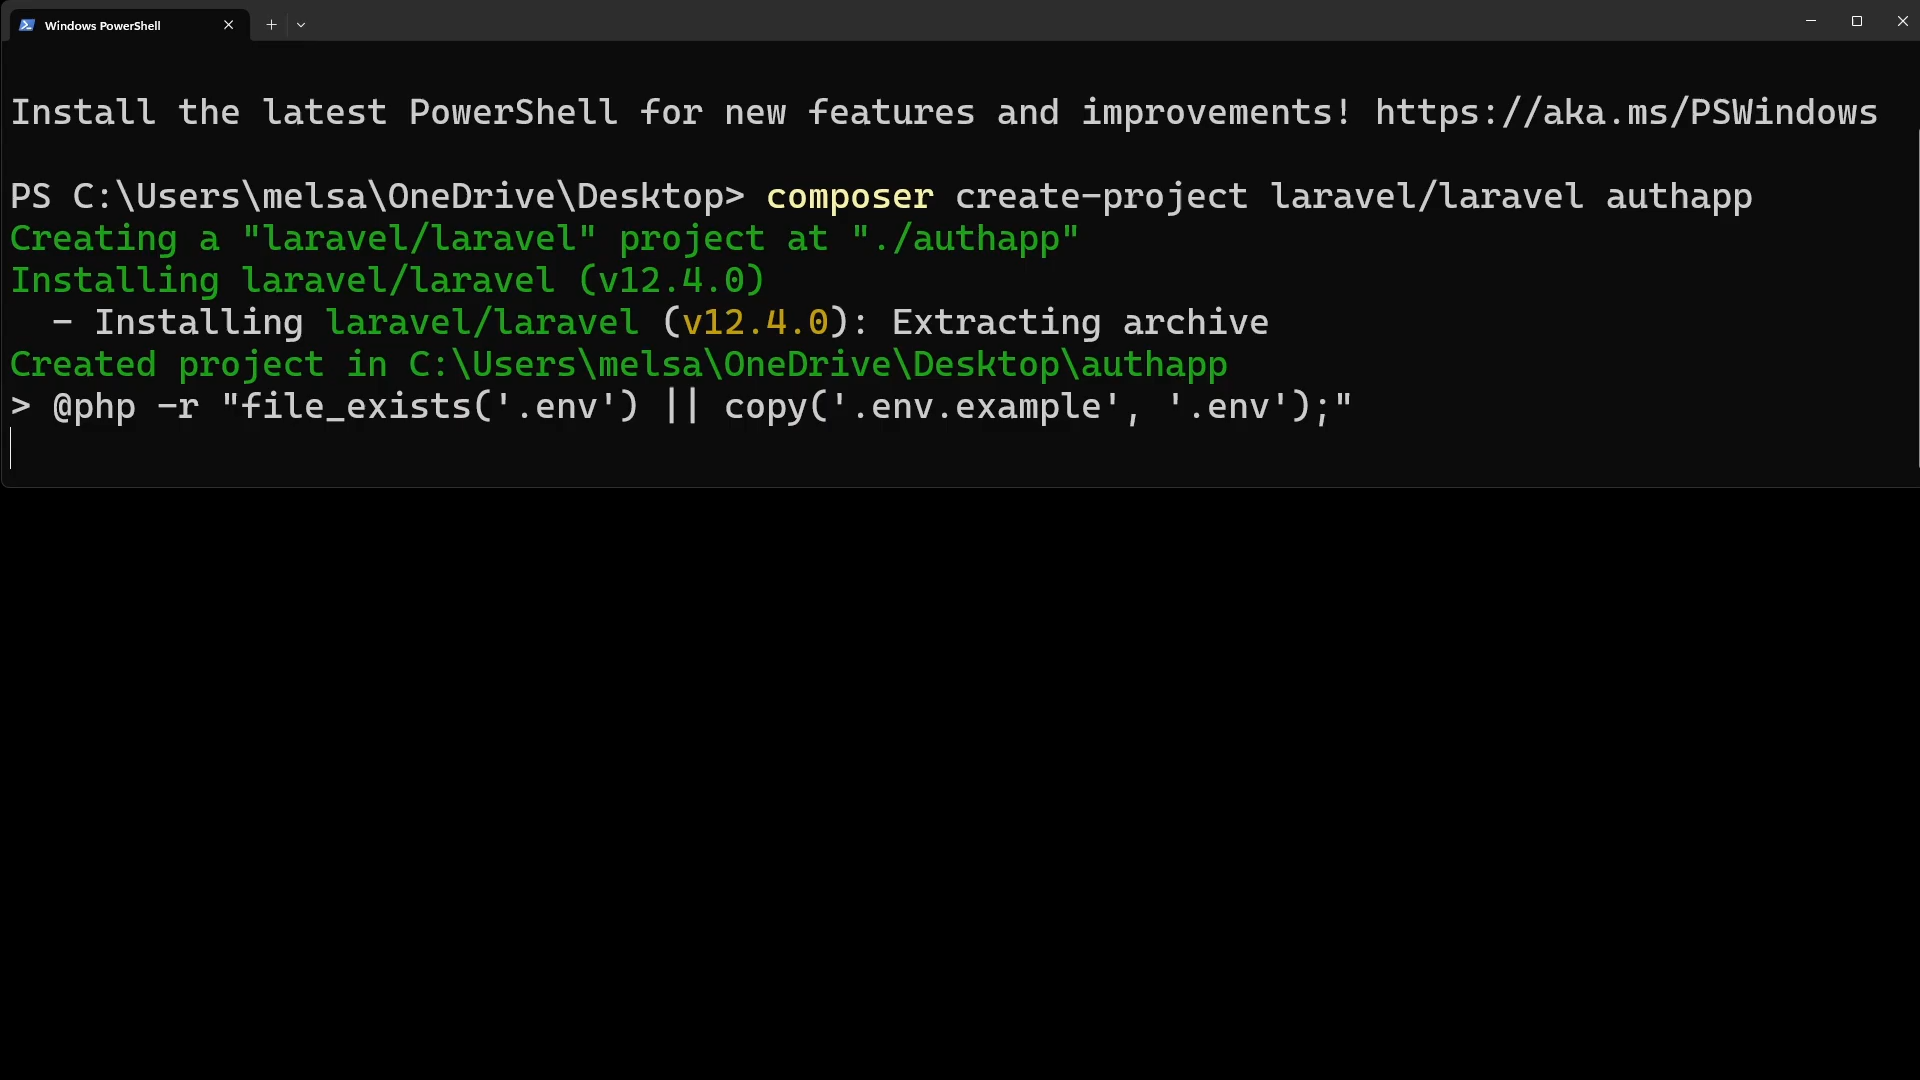 Windows PowerShell
Install the latest PowerShell for new features and improvements! https://aka.ms/PSWindows
PS C:\Users\melsa\OneDrive\Desktop> composer create-project laravel/laravel authapp
Creating a "laravel/laravel" project at "./authapp"
Installing laravel/laravel (v12.4.0)
  - Installing laravel/laravel (v12.4.0): Extracting archive
Created project in C:\Users\melsa\OneDrive\Desktop\authapp
> @php -r "file_exists('.env') || copy('.env.example', '.env');"